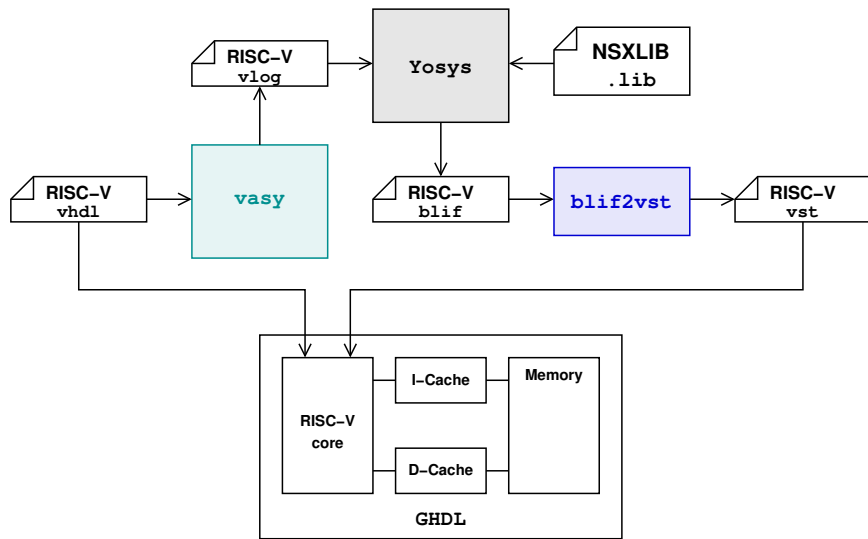 RISC-V
vlog
Yosys
NSXLIB
.lib
RISC-V
vhdl
vasy
RISC-V
blif
blif2vst
RISC-V
vst
I-Cache
Memory
RISC-V
core
D-Cache
GHDL